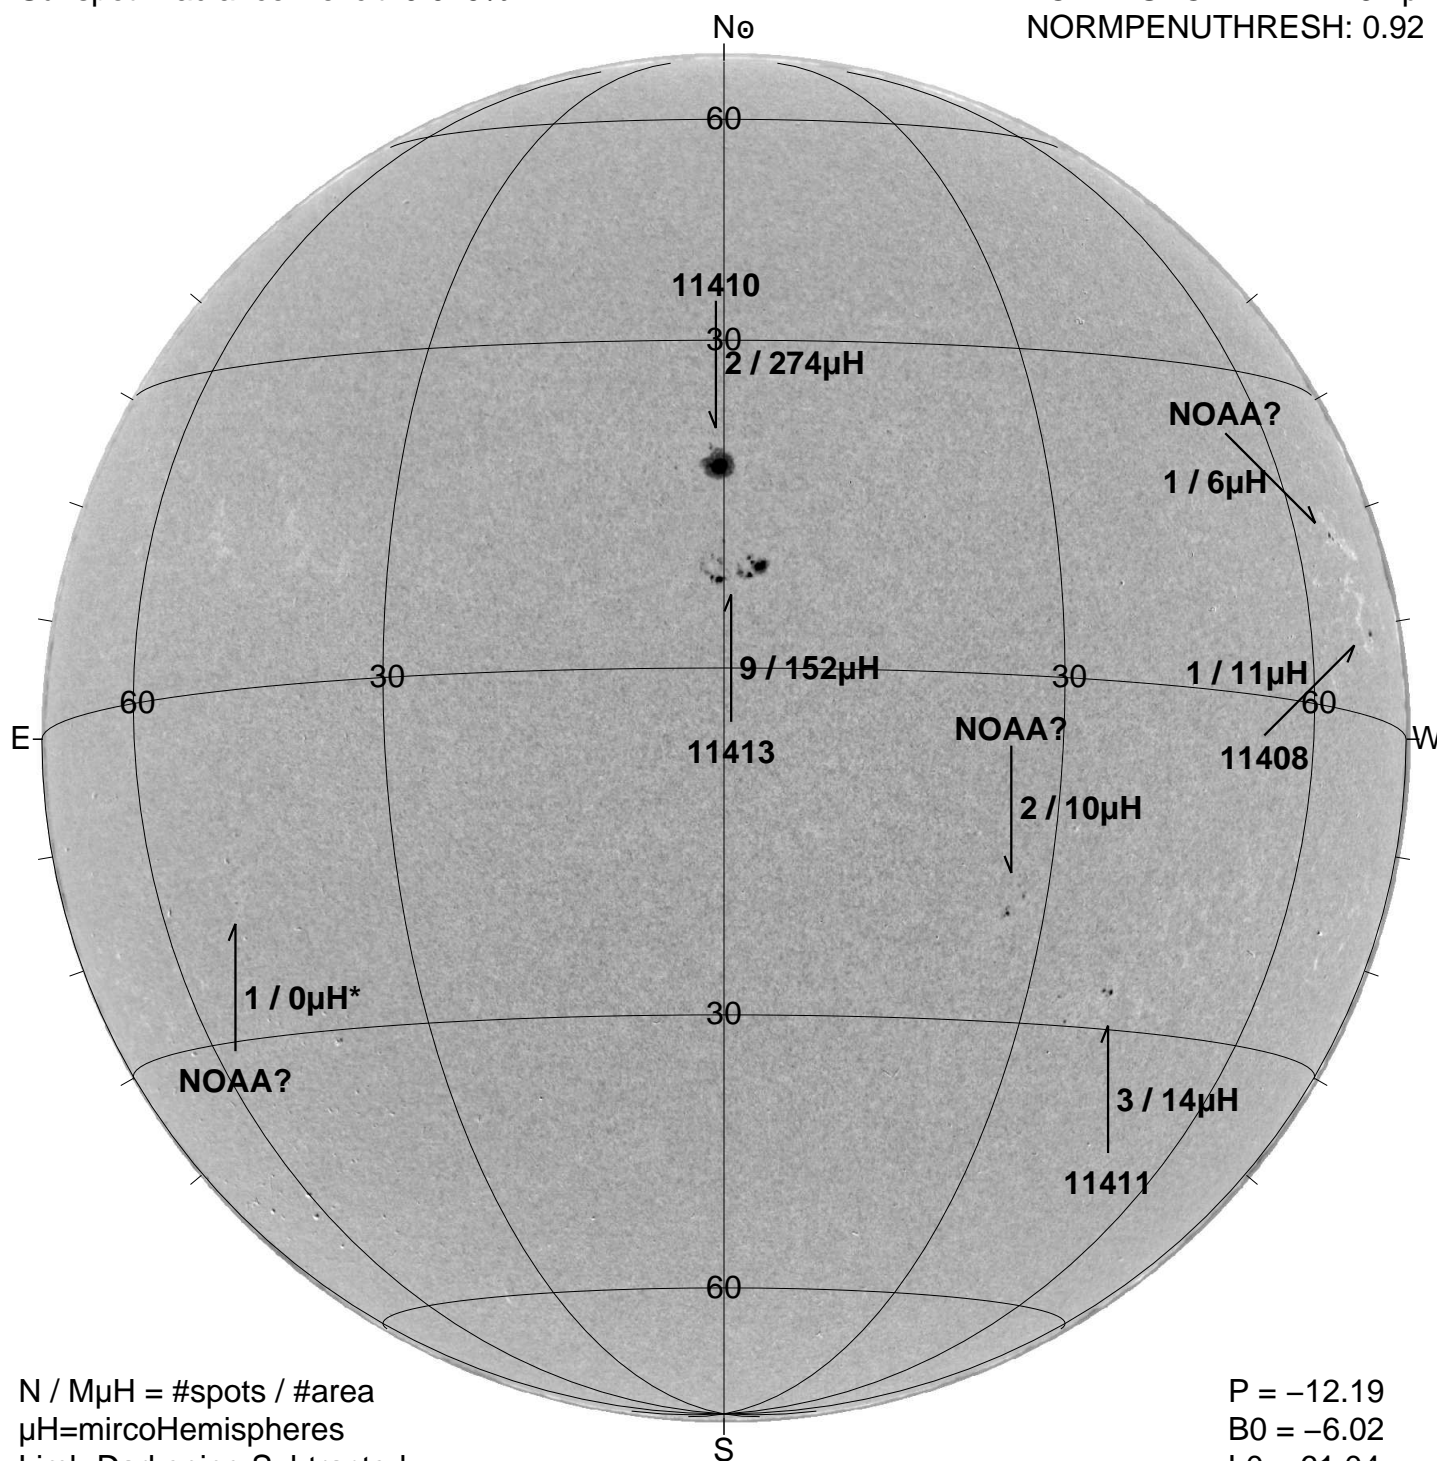 NORMPENUTHRESH: 0.92
N
60
11410
30
2 / 274µH
NOAA?
1 / 6µH
30
9 / 152µH
30
1 / 11µH
60
60
NOAA?
E
W
11413
11408
2 / 10µH
1 / 0µH*
30
NOAA?
3 / 14µH
11411
60
N / MµH = #spots / #area
P = −12.19
µH=mircoHemispheres
B0 = −6.02
S